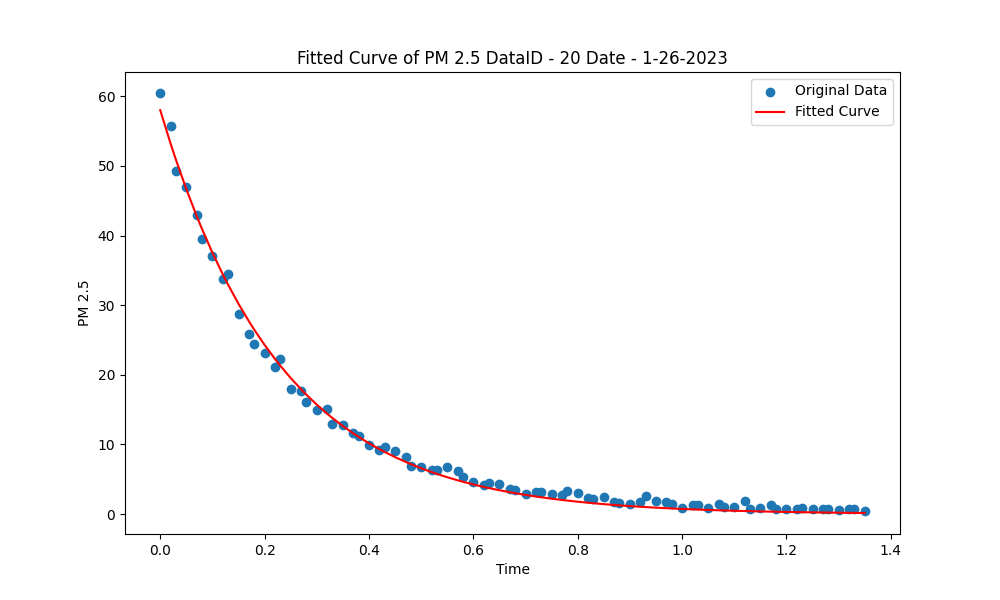 Fitted Curve of PM 2.5 DataID - 20 Date - 1-26-2023
Original Data
Fitted Curve
60
50
40
30
20
10
0
PM 2.5
0.0 0.2 0.4 0.6 0.8 1.0 1.2 1.4
Time